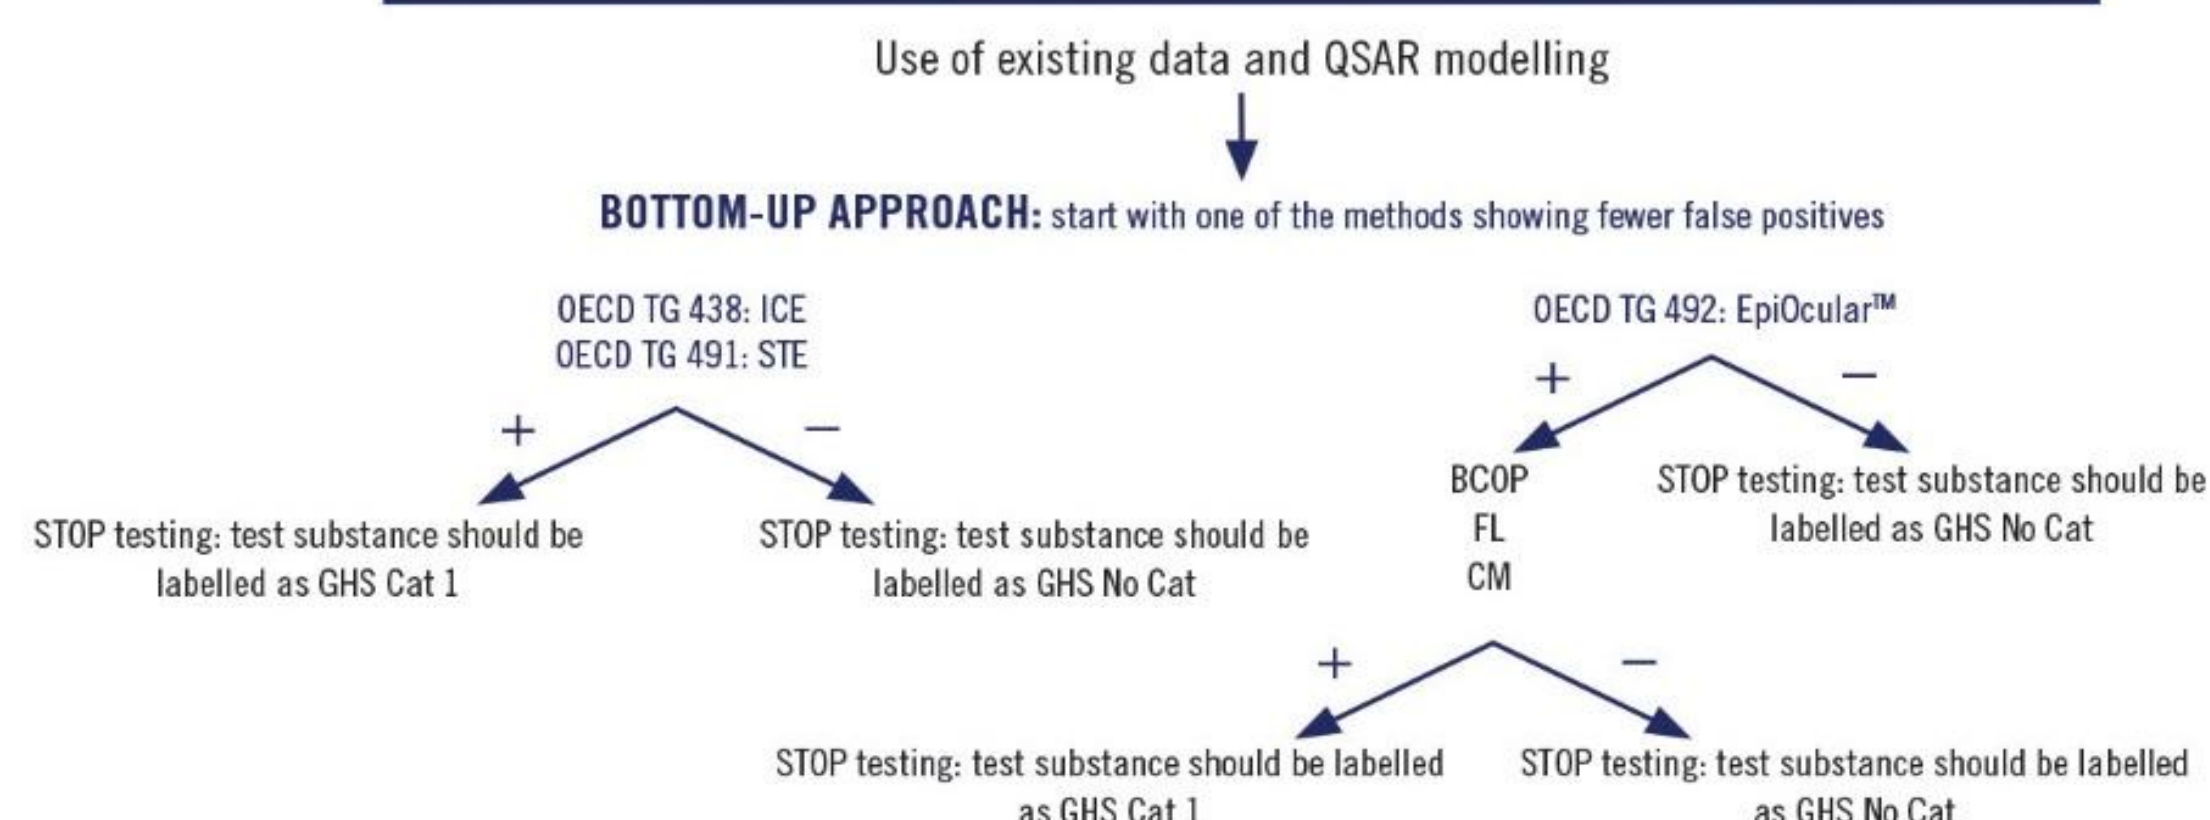 Use of existing data and QSAR modelling
BOTTOM-UP APPROACH: start with one of the methods showing fewer false positives
OECD TG 438: ICE
OECD TG 491: STE
+
−
STOP testing: test substance should be
labelled as GHS Cat 1
STOP testing: test substance should be
labelled as GHS No Cat
OECD TG 492: EpiOcular™
+
−
BCOP
FL
CM
STOP testing: test substance should be
labelled as GHS No Cat
+
−
STOP testing: test substance should be labelled
as GHS Cat 1
STOP testing: test substance should be labelled
as GHS No Cat